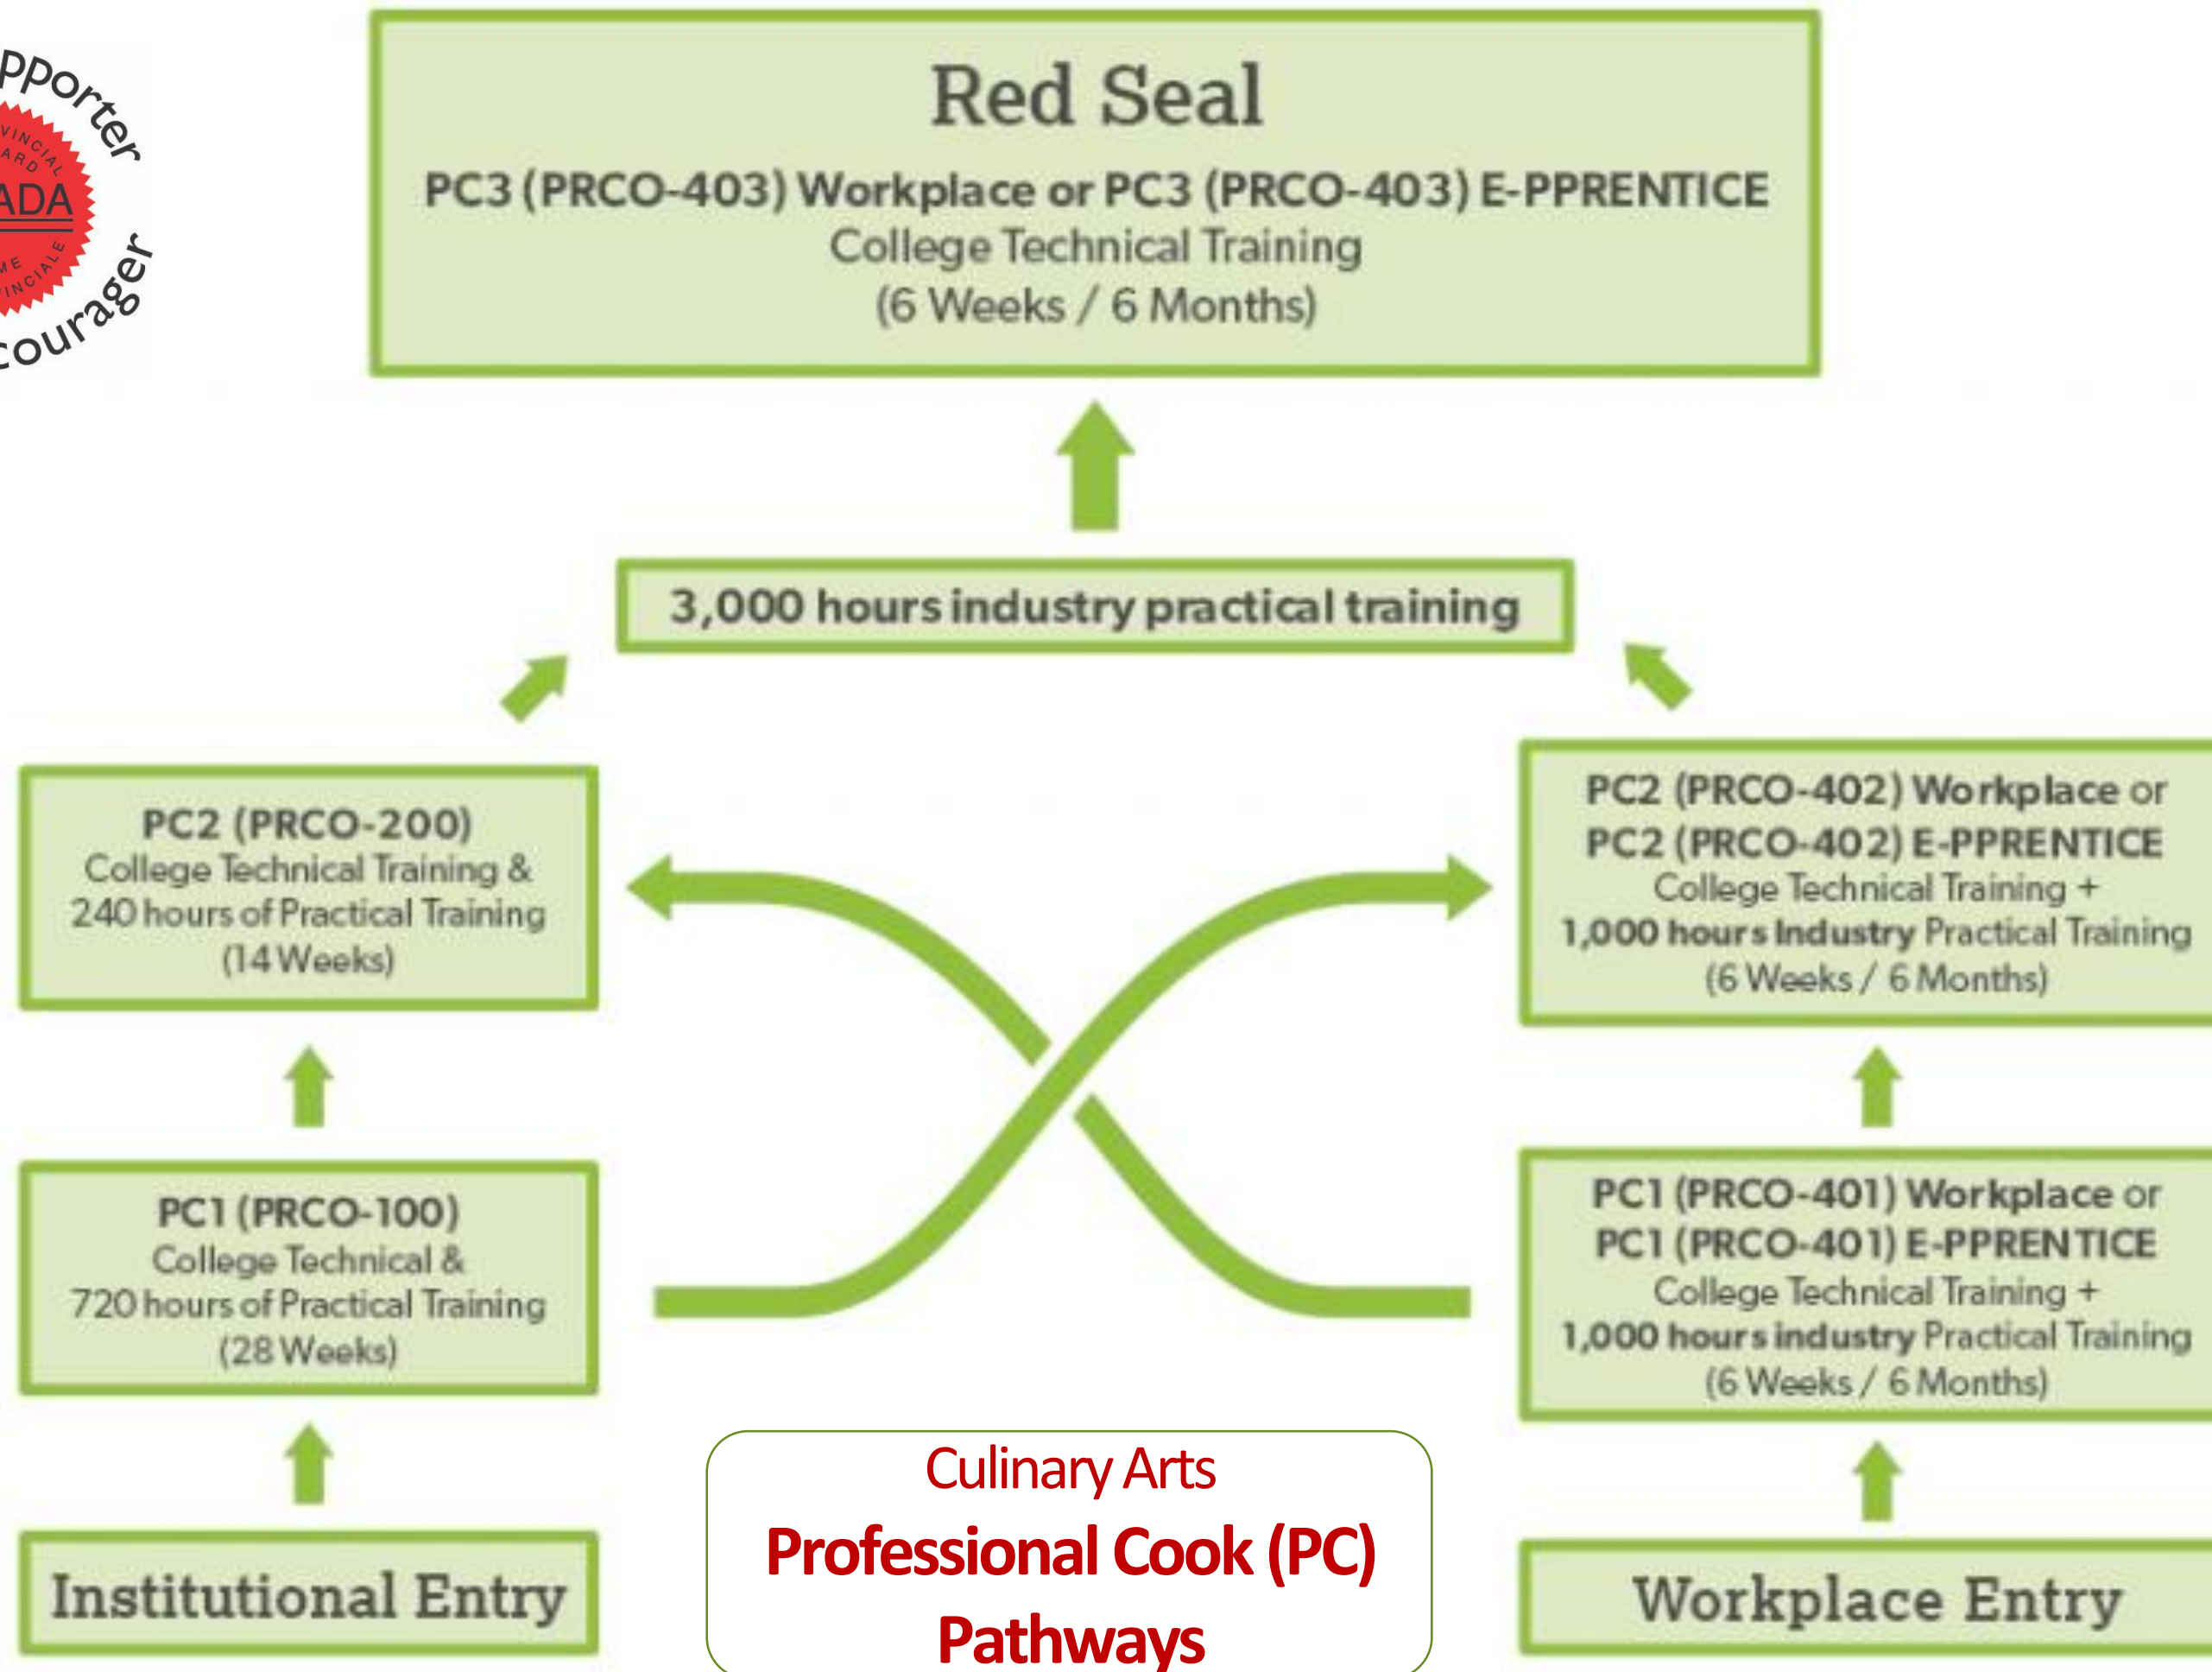 Red Seal
PC3 (PRCO-403) Workplace or PC3 (PRCO-403) E-PPRENTICE
College Technical Training
(6 Weeks / 6 Months)
3,000 hours industry practical training
PC2 (PRCO-200)
College Technical Training &
240 hours of Practical Training
(14 Weeks)
PC2 (PRCO-402) Workplace or
PC2 (PRCO-402) E-PPRENTICE
College Technical Training +
1,000 hours Industry Practical Training
(6 Weeks / 6 Months)
PC1 (PRCO-100)
College Technical &
720 hours of Practical Training
(28 Weeks)
PC1 (PRCO-401) Workplace or
PC1 (PRCO-401) E-PPRENTICE
College Technical Training +
1,000 hours industry Practical Training
(6 Weeks / 6 Months)
Institutional Entry
Culinary Arts
Professional Cook (PC)
Pathways
Workplace Entry